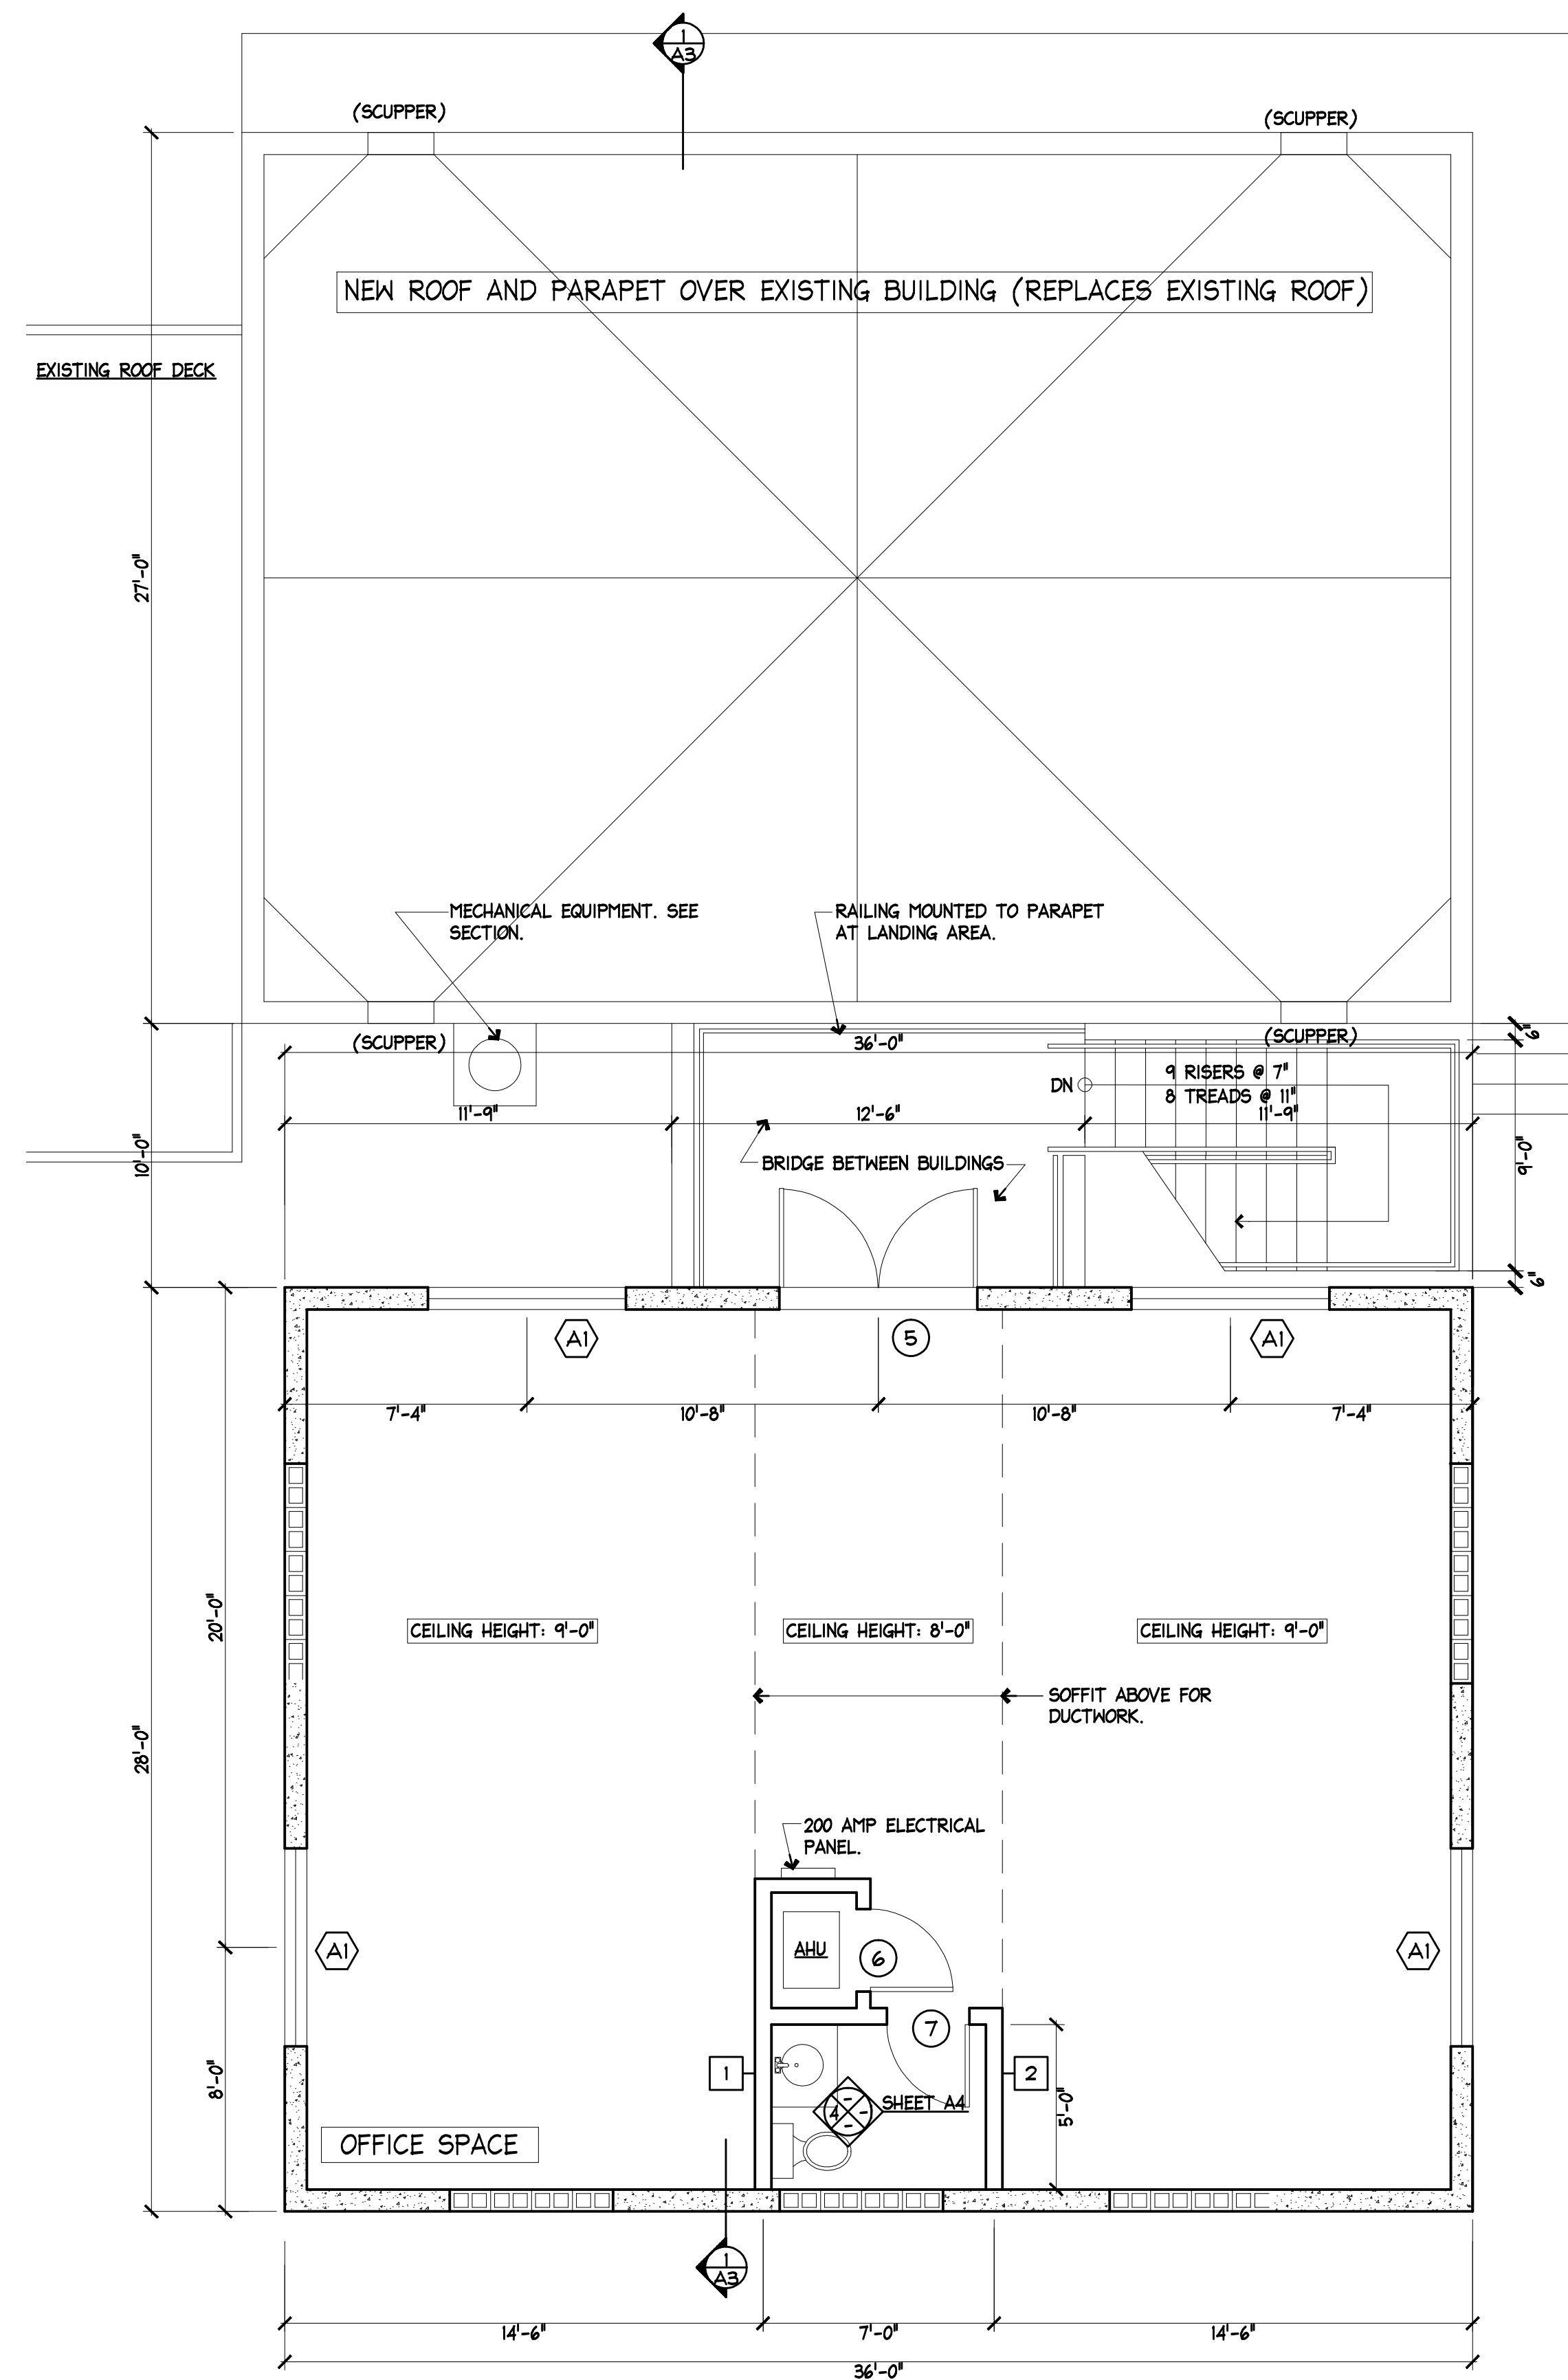 1
A3
(SCUPPER)
(SCUPPER)
NEW ROOF AND PARAPET OVER EXISTING BUILDING (REPLACES EXISTING ROOF)
EXISTING ROOF DECK
27'-0"
MECHANICAL EQUIPMENT. SEE
SECTION.
RAILING MOUNTED TO PARAPET
AT LANDING AREA.
(SCUPPER)
36'-0"
(SCUPPER)
6"
DN
9 RISERS @ 7"
8 TREADS @ 11"
11'-9"
12'-6"
11'-9"
10'-0"
BRIDGE BETWEEN BUILDINGS
9'-0"
6"
A1
5
A1
7'-4"
10'-8"
10'-8"
7'-4"
20'-0"
CEILING HEIGHT: 9'-0"
CEILING HEIGHT: 8'-0"
CEILING HEIGHT: 9'-0"
SOFFIT ABOVE FOR
DUCTWORK.
28'-0"
200 AMP ELECTRICAL
PANEL.
A1
AHU
6
A1
7
8'-0"
1
2
4
-
-
-
SHEET A4
5'-0"
OFFICE SPACE
1
A3
14'-6"
7'-0"
14'-6"
36'-0"